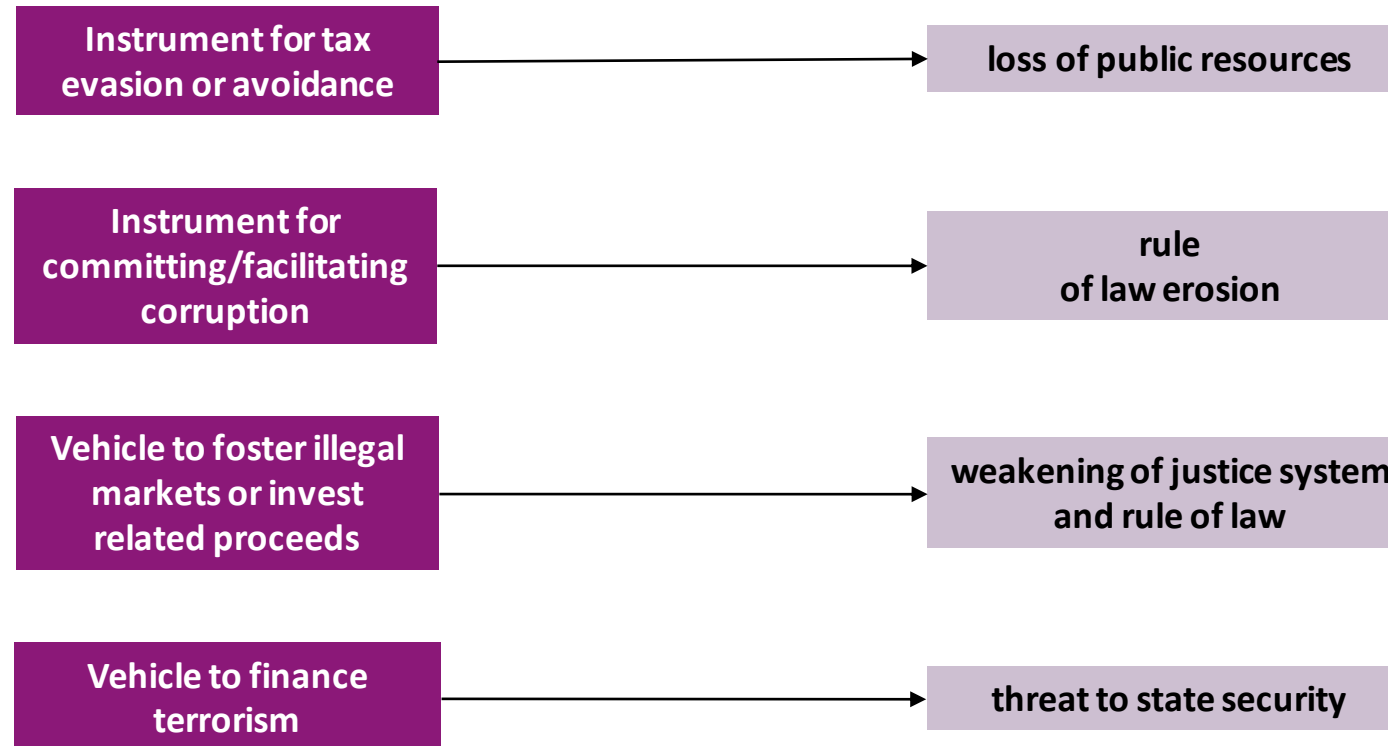 Instrument for tax
evasion or avoidance
loss of public resources
Instrument for
committing/facilitating
corruption
rule
of law erosion
Vehicle to foster illegal
markets or invest
related proceeds
weakening of justice system
and rule of law
Vehicle to finance
terrorism
threat to state security